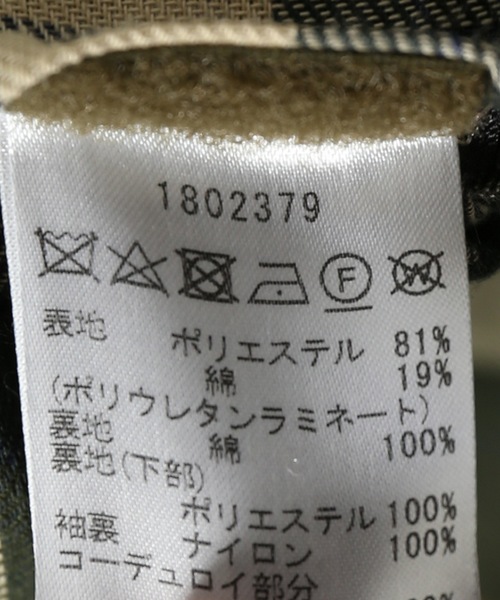 1802379
F W
表地 ポリエステル 81%
綿 19%
(ポリウレタンラミネート)
裏地 綿 100%
裏地(下部)
ポリエステル 100%
袖裏 ナイロン 100%
コーデュロイ部分